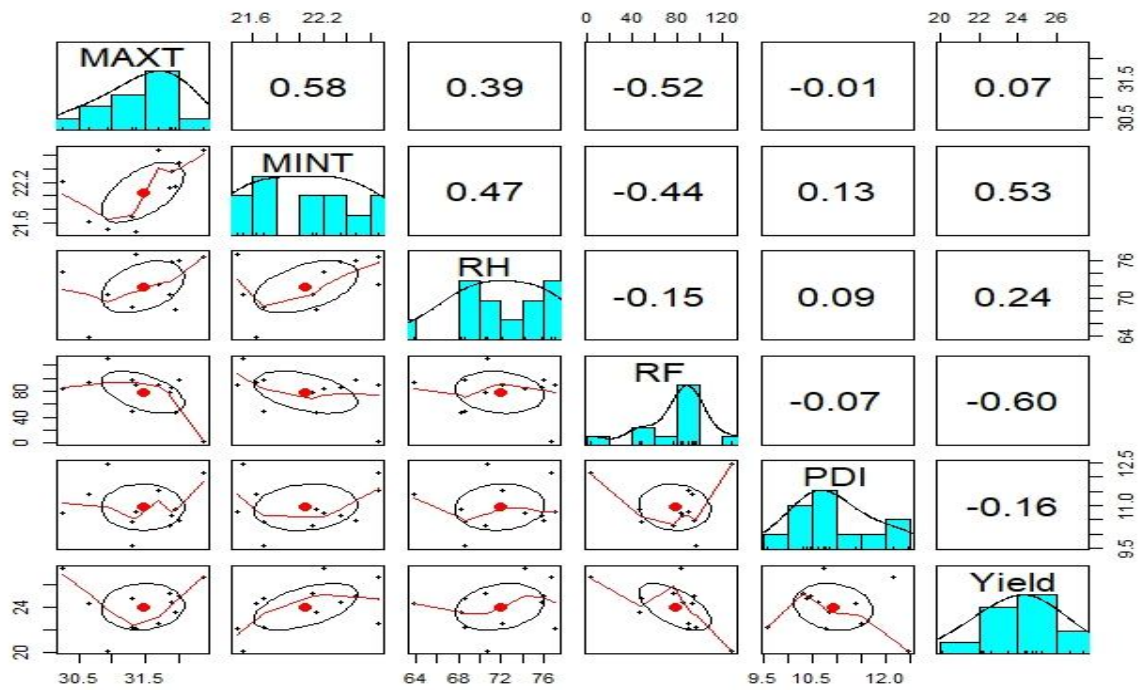 21.6 22.2 0 40 80 120 20 22 24 26
MAXT 0.58 0.39 -0.52 -0.01 0.07 30.5 31.5
21.6 22.2 MINT 0.47 -0.44 0.13 0.53
RH -0.15 0.09 0.24 64 70 76
0 80 RF -0.07 -0.60
PDI -0.16 9.5 11.0 12.5
20 24 Yield
30.5 31.5 64 68 72 76 9.5 10.5 12.0